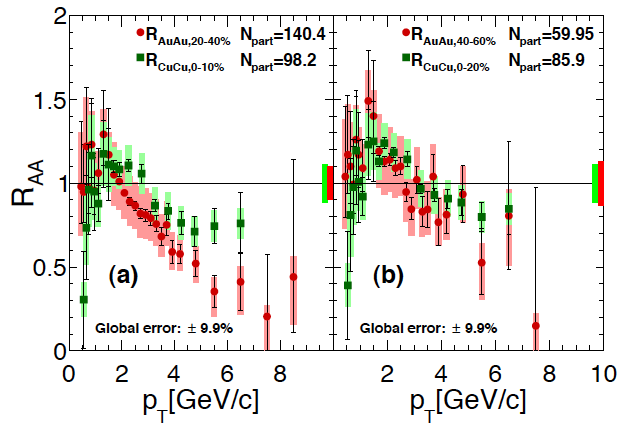 R_AA
2
1.5
1
0.5
0
R_AuAu,20-40% N_part=140.4
R_CuCu,0-10% N_part=98.2
(a)
Global error: ± 9.9%
R_AuAu,40-60% N_part=59.95
R_CuCu,0-20% N_part=85.9
(b)
Global error: ± 9.9%
0 2 4 6 8
2 4 6 8 10
p_T[GeV/c]
p_T[GeV/c]